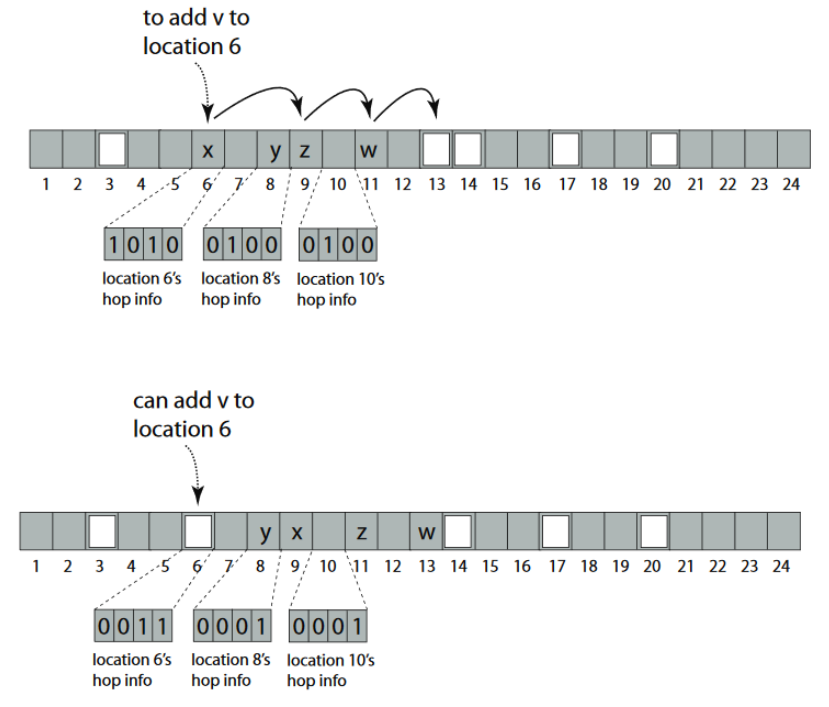 to add v to
location 6
x y z w
1 2 3 4 5 6 7 8 9 10 11 12 13 14 15 16 17 18 19 20 21 22 23 24
1010 0100 0100
location 6's location 8's location 10's
hop info hop info hop info
can add v to
location 6
y x z w
1 2 3 4 5 6 7 8 9 10 11 12 13 14 15 16 17 18 19 20 21 22 23 24
0011 0001 0001
location 6's location 8's location 10's
hop info hop info hop info